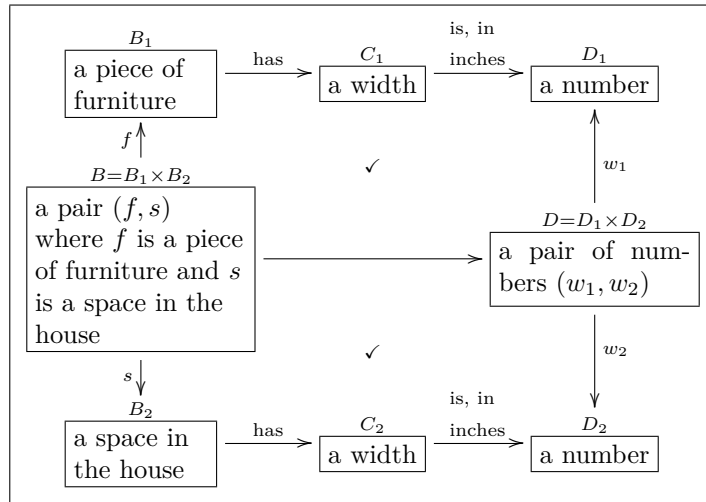 B₁
C₁
is, in
D₁
a piece of
furniture
has
a width
inches
a number
f
✓
w₁
B=B₁×B₂
D=D₁×D₂
a pair (f, s)
where f is a piece
of furniture and s
is a space in the
house
a pair of num-
bers (w₁, w₂)
s
✓
w₂
B₂
C₂
is, in
D₂
a space in
the house
has
a width
inches
a number